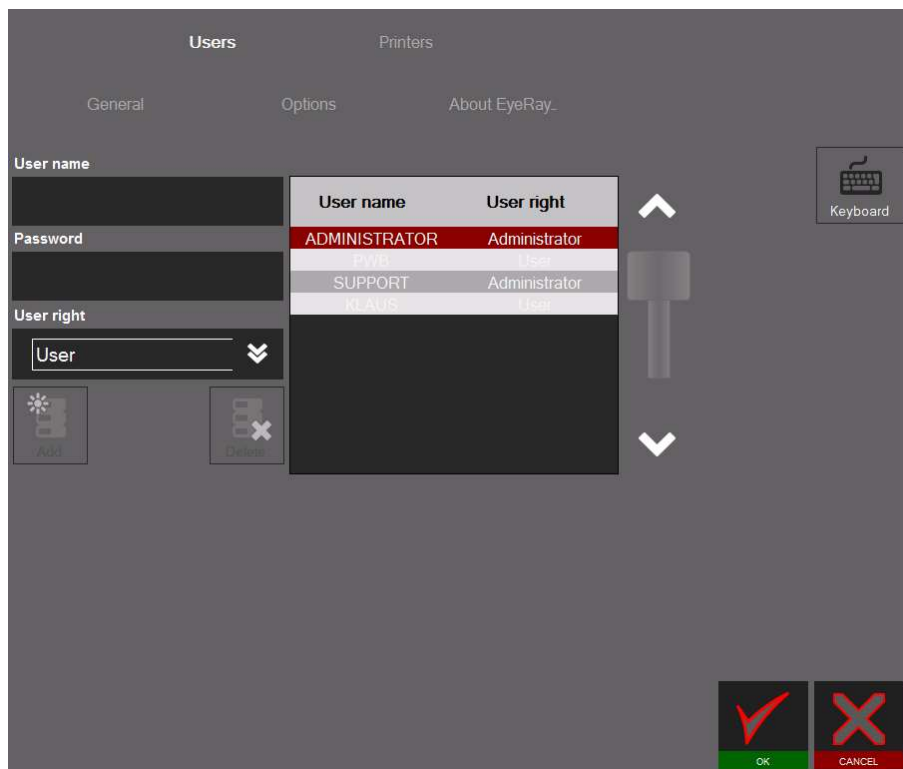 Users Printers
General Options About EyeRay..
User name
Keyboard
User name User right
Password
ADMINISTRATOR Administrator
PWB User
SUPPORT Administrator
KLAUS User
User right
User
Add Delete
OK CANCEL